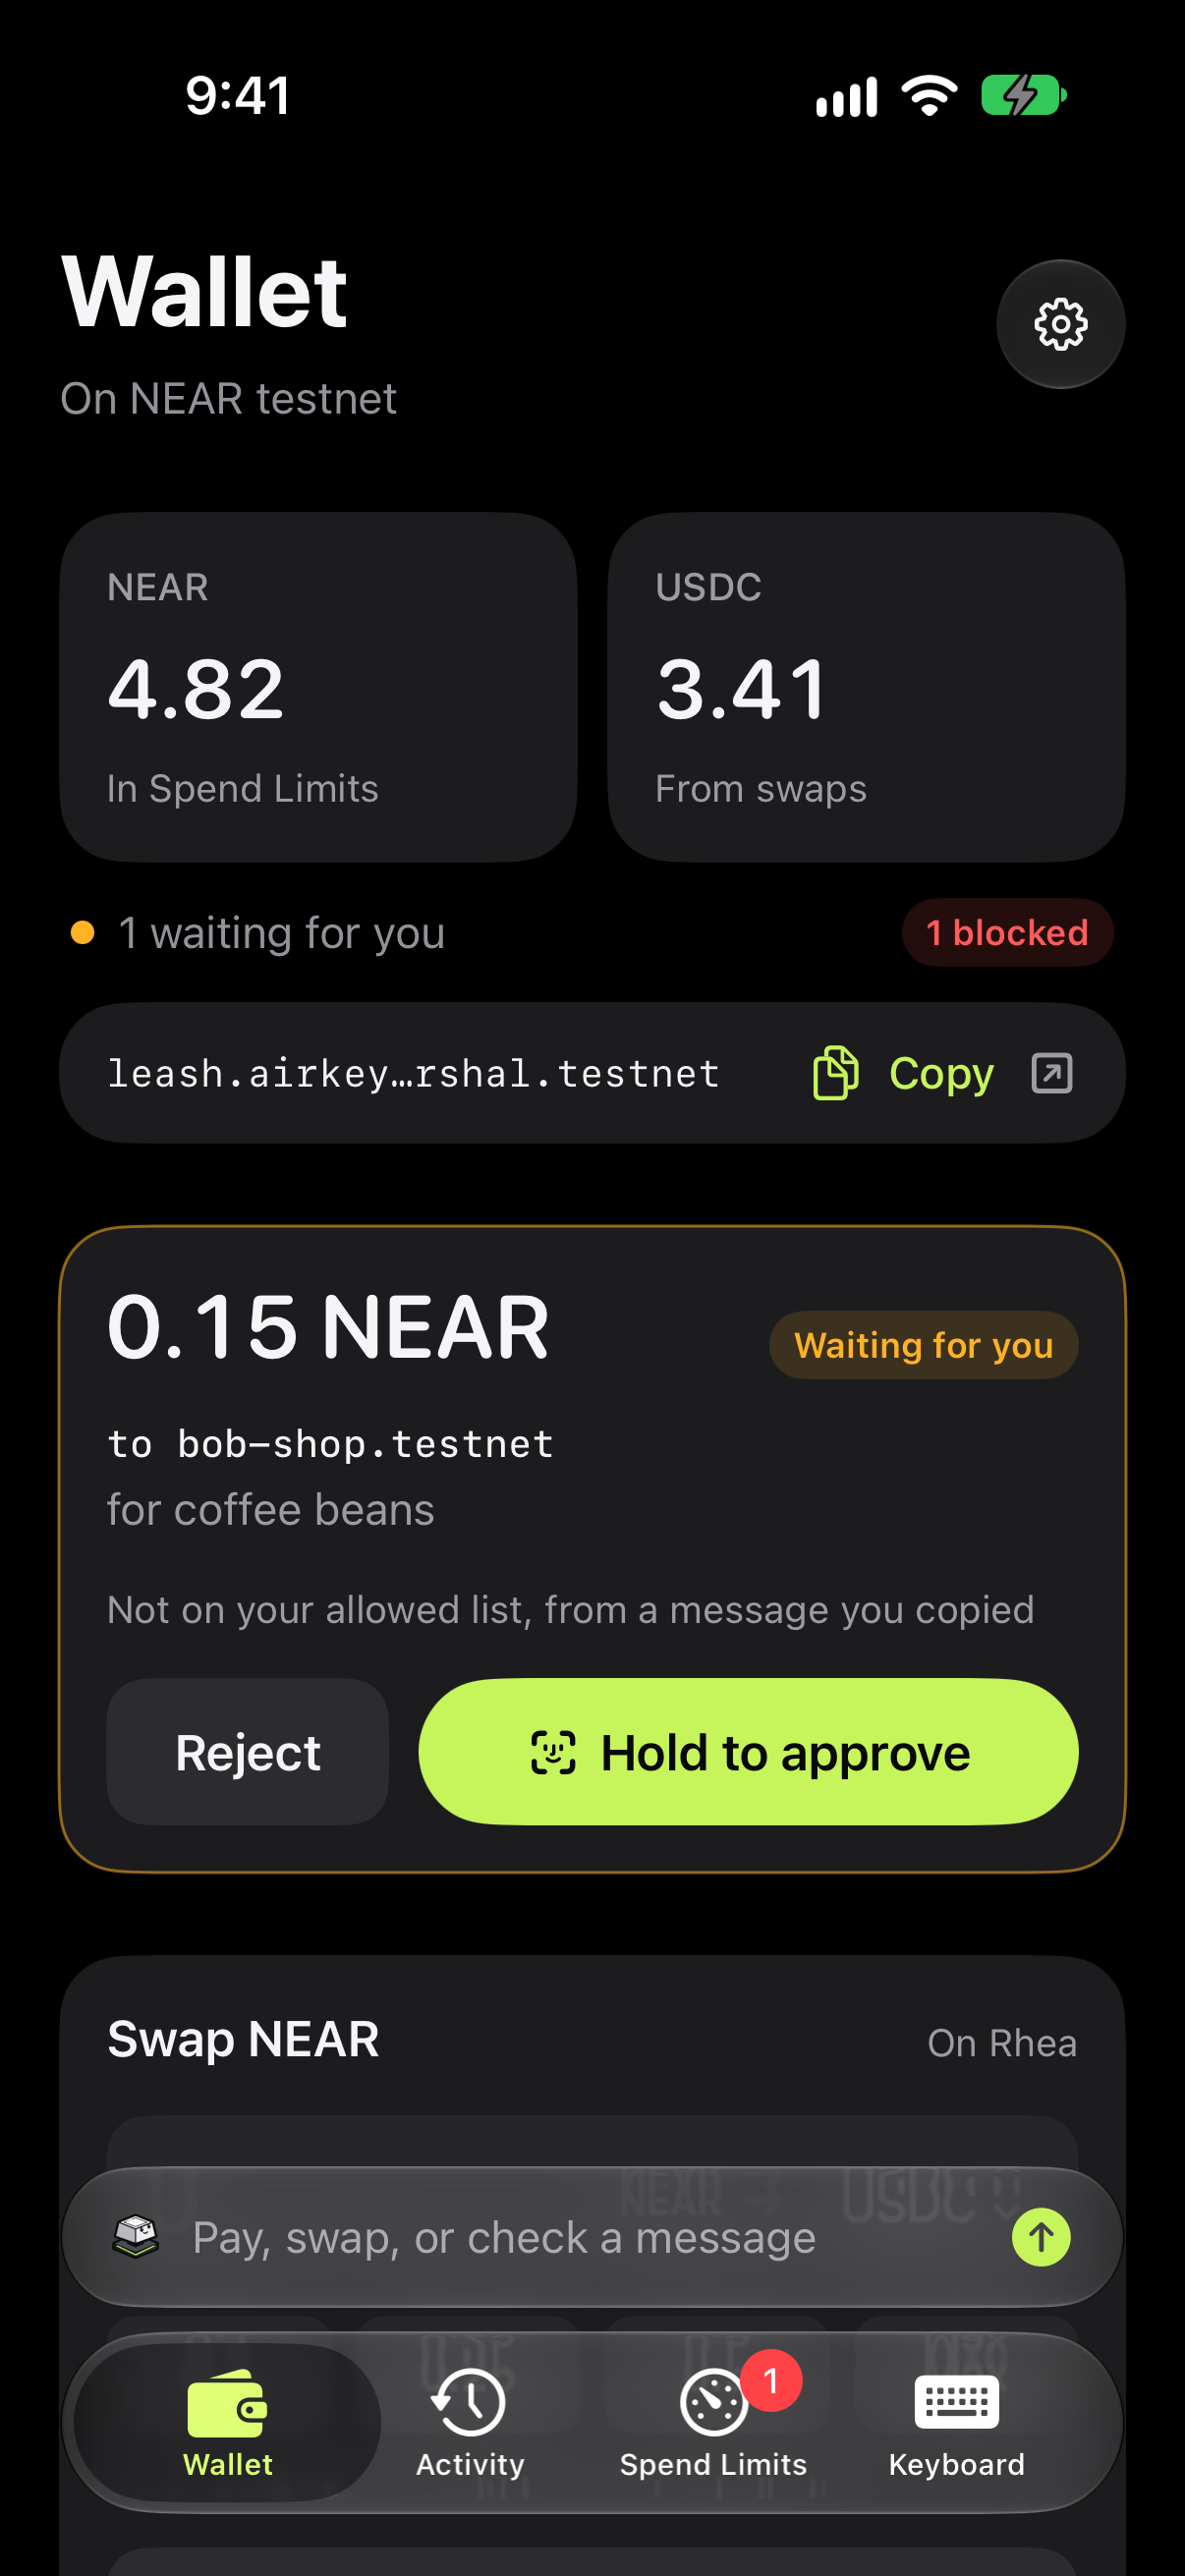 9:41
Wallet
On NEAR testnet
NEAR
4.82
In Spend Limits
USDC
3.41
From swaps
1 waiting for you
1 blocked
leash.airkey…rshal.testnet
Copy
0.15 NEAR
Waiting for you
to bob-shop.testnet
for coffee beans
Not on your allowed list, from a message you copied
Reject
Hold to approve
Swap NEAR
On Rhea
NEAR
USDC
Pay, swap, or check a message
1
Wallet
Activity
Spend Limits
Keyboard